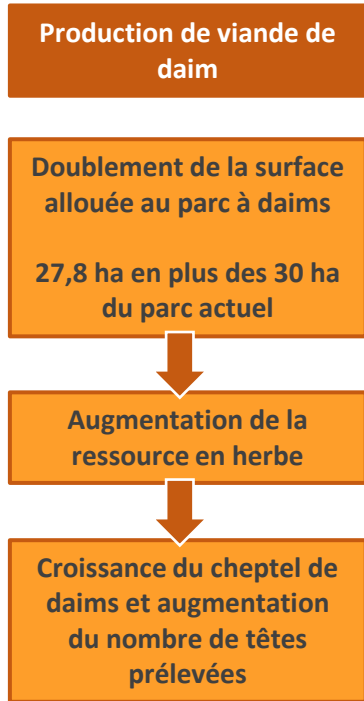 Production de viande de
daim
Doublement de la surface
allouée au parc à daims
27,8 ha en plus des 30 ha
du parc actuel
Augmentation de la
ressource en herbe
Croissance du cheptel de
daims et augmentation
du nombre de têtes
prélevées